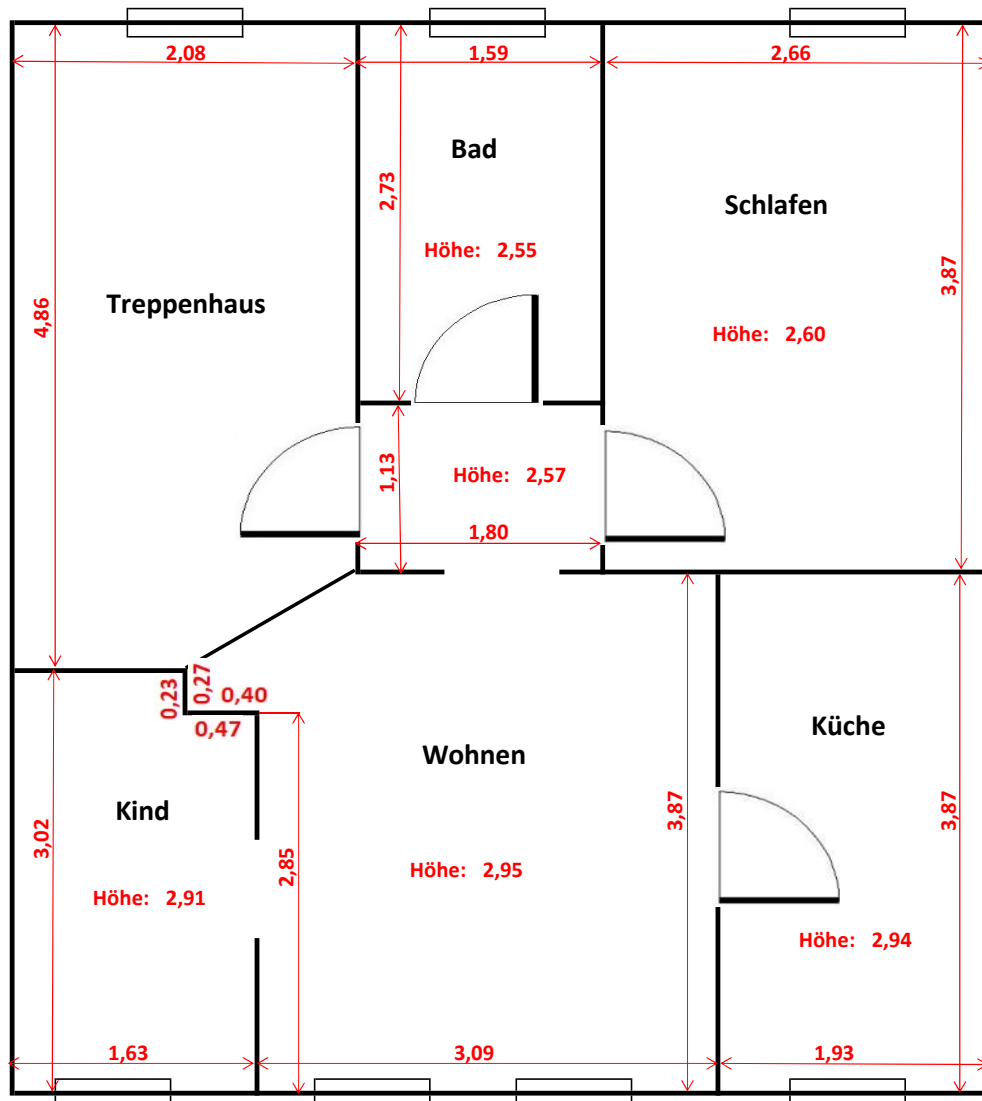 2,08
1,59
2,66
Bad
2,73
Schlafen
Höhe: 2,55
3,87
Treppenhaus
4,86
Höhe: 2,60
1,13
Höhe: 2,57
1,80
0,23
0,27
0,40
0,47
Küche
Wohnen
Kind
3,02
2,85
3,87
3,87
Höhe: 2,91
Höhe: 2,95
Höhe: 2,94
1,63
3,09
1,93